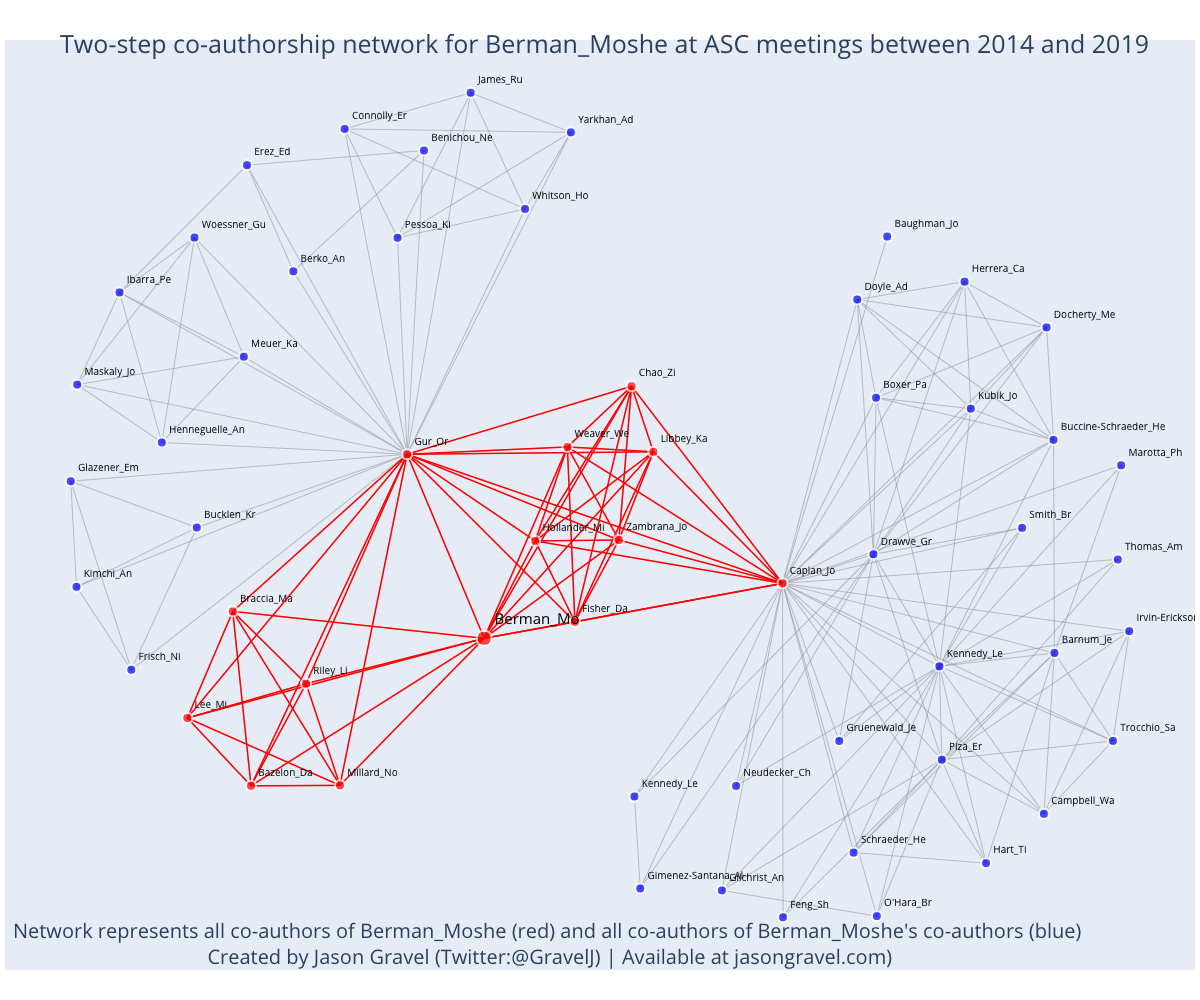 Two-step co-authorship network for Berman_Moshe at ASC meetings between 2014 and 2019
James_Ru
Connolly_Er
Yarkhan_Ad
Benichou_Ne
Erez_Ed
Whitson_Ho
Woessner_Gu
Pessoa_Ki
Baughman_Jo
Berko_An
Herrera_Ca
Ibarra_Pe
Doyle_Ad
Docherty_Me
Meuer_Ka
Maskaly_Jo
Chao_Zi
Boxer_Pa
Kubik_Jo
Henneguelle_An
Gur_Or
Weaver_We
Libbey_Ka
Buccine-Schraeder_He
Marotta_Ph
Glazener_Em
Bucklen_Kr
Hollander_Mi
Zambrana_Jo
Smith_Br
Drawve_Gr
Thomas_Am
Kimchi_An
Caplan_Jo
Braccia_Ma
Fisher_Da
Berman_Mo
Irvin-Erickson
Barnum_Je
Frisch_Ni
Kennedy_Le
Riley_Li
Lee_Mi
Gruenewald_Je
Trocchio_Sa
Piza_Er
Bazelon_Da
Millard_No
Kennedy_Le
Neudecker_Ch
Campbell_Wa
Schraeder_He
Hart_Ti
Gimenez-Santana_Al
Gilchrist_An
Feng_Sh
O'Hara_Br
Network represents all co-authors of Berman_Moshe (red) and all co-authors of Berman_Moshe's co-authors (blue)
Created by Jason Gravel (Twitter:@GravelJ) | Available at jasongravel.com)